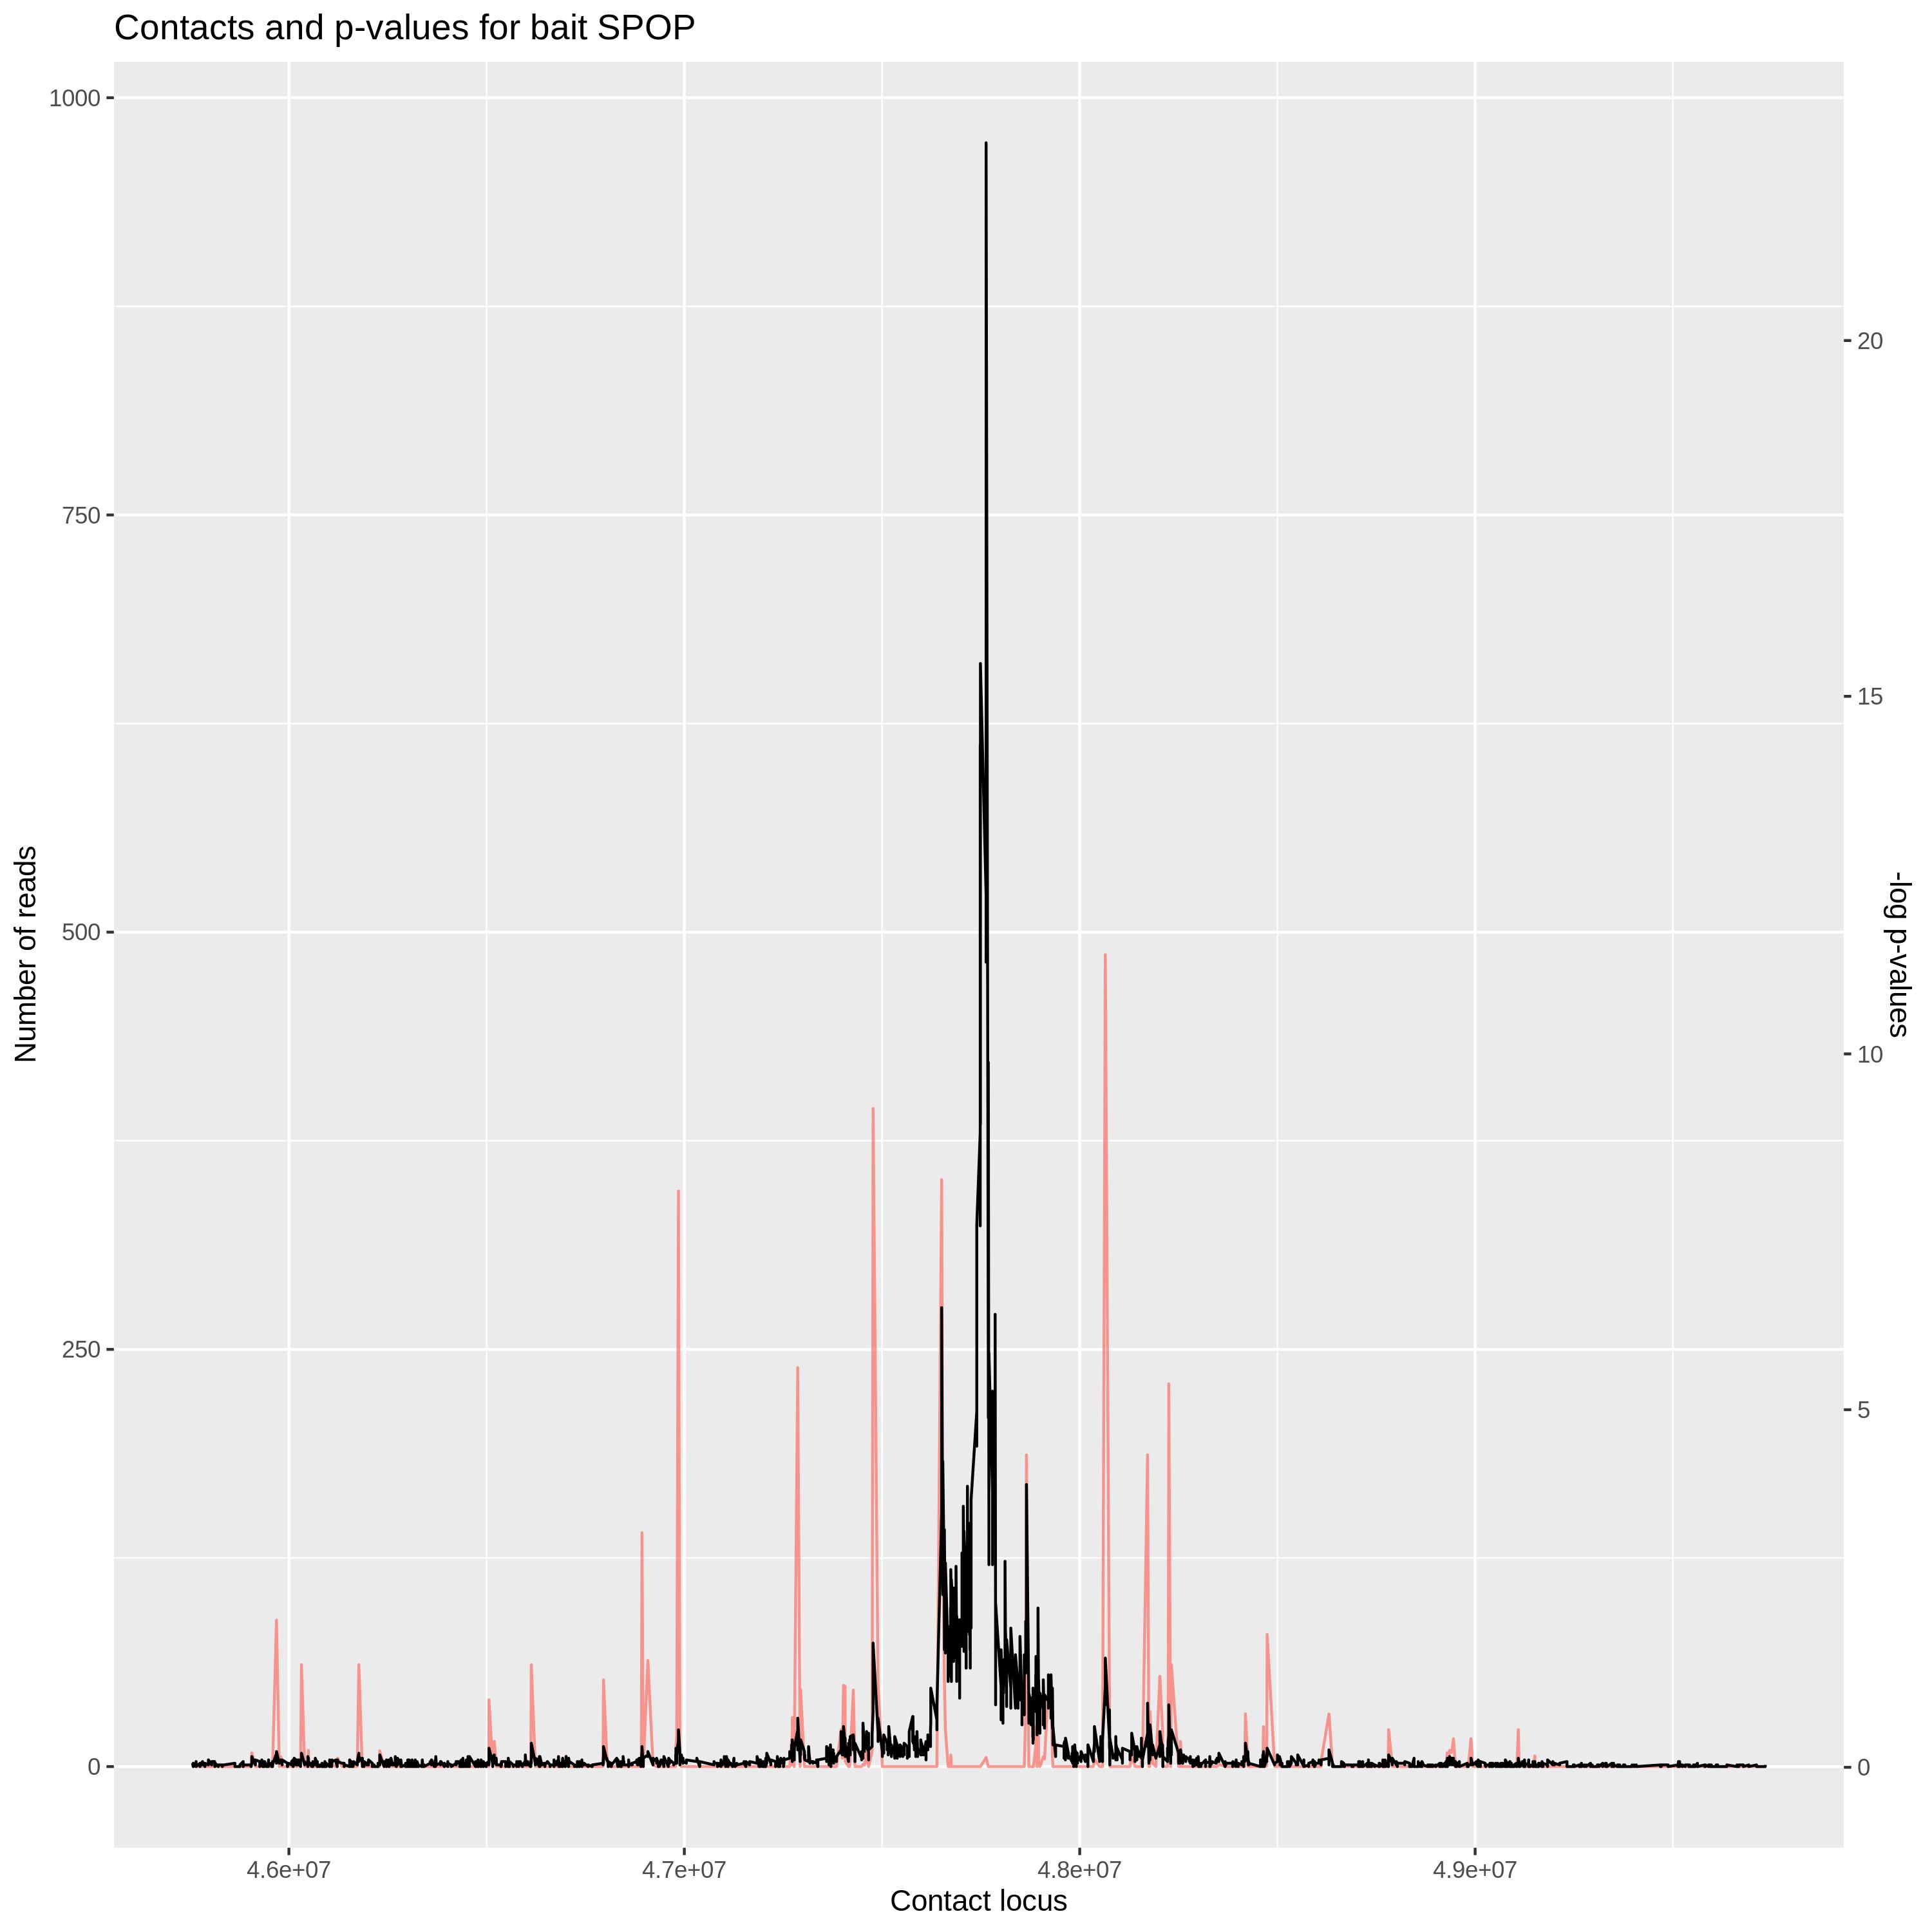 Contacts and p-values for bait SPOP
1000
750
500
250
0
Number of reads
20
15
10
5
0
-log p-values
4.6e+07
4.7e+07
4.8e+07
4.9e+07
Contact locus